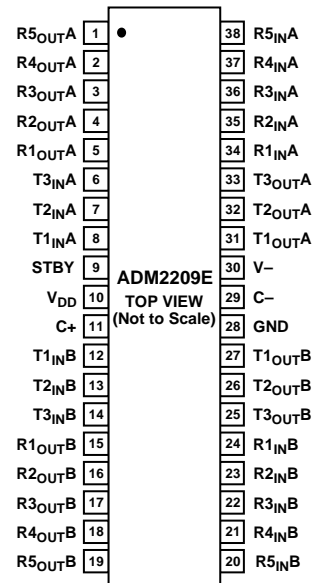 R5OUTA 1 38 R5INA
R4OUTA 2 37 R4INA
R3OUTA 3 36 R3INA
R2OUTA 4 35 R2INA
R1OUTA 5 34 R1INA
T3INA 6 33 T3OUTA
T2INA 7 32 T2OUTA
T1INA 8 31 T1OUTA
STBY 9 30 V–
ADM2209E
VDD 10 TOP VIEW 29 C–
C+ 11 (Not to Scale) 28 GND
T1INB 12 27 T1OUTB
T2INB 13 26 T2OUTB
T3INB 14 25 T3OUTB
R1OUTB 15 24 R1INB
R2OUTB 16 23 R2INB
R3OUTB 17 22 R3INB
R4OUTB 18 21 R4INB
R5OUTB 19 20 R5INB